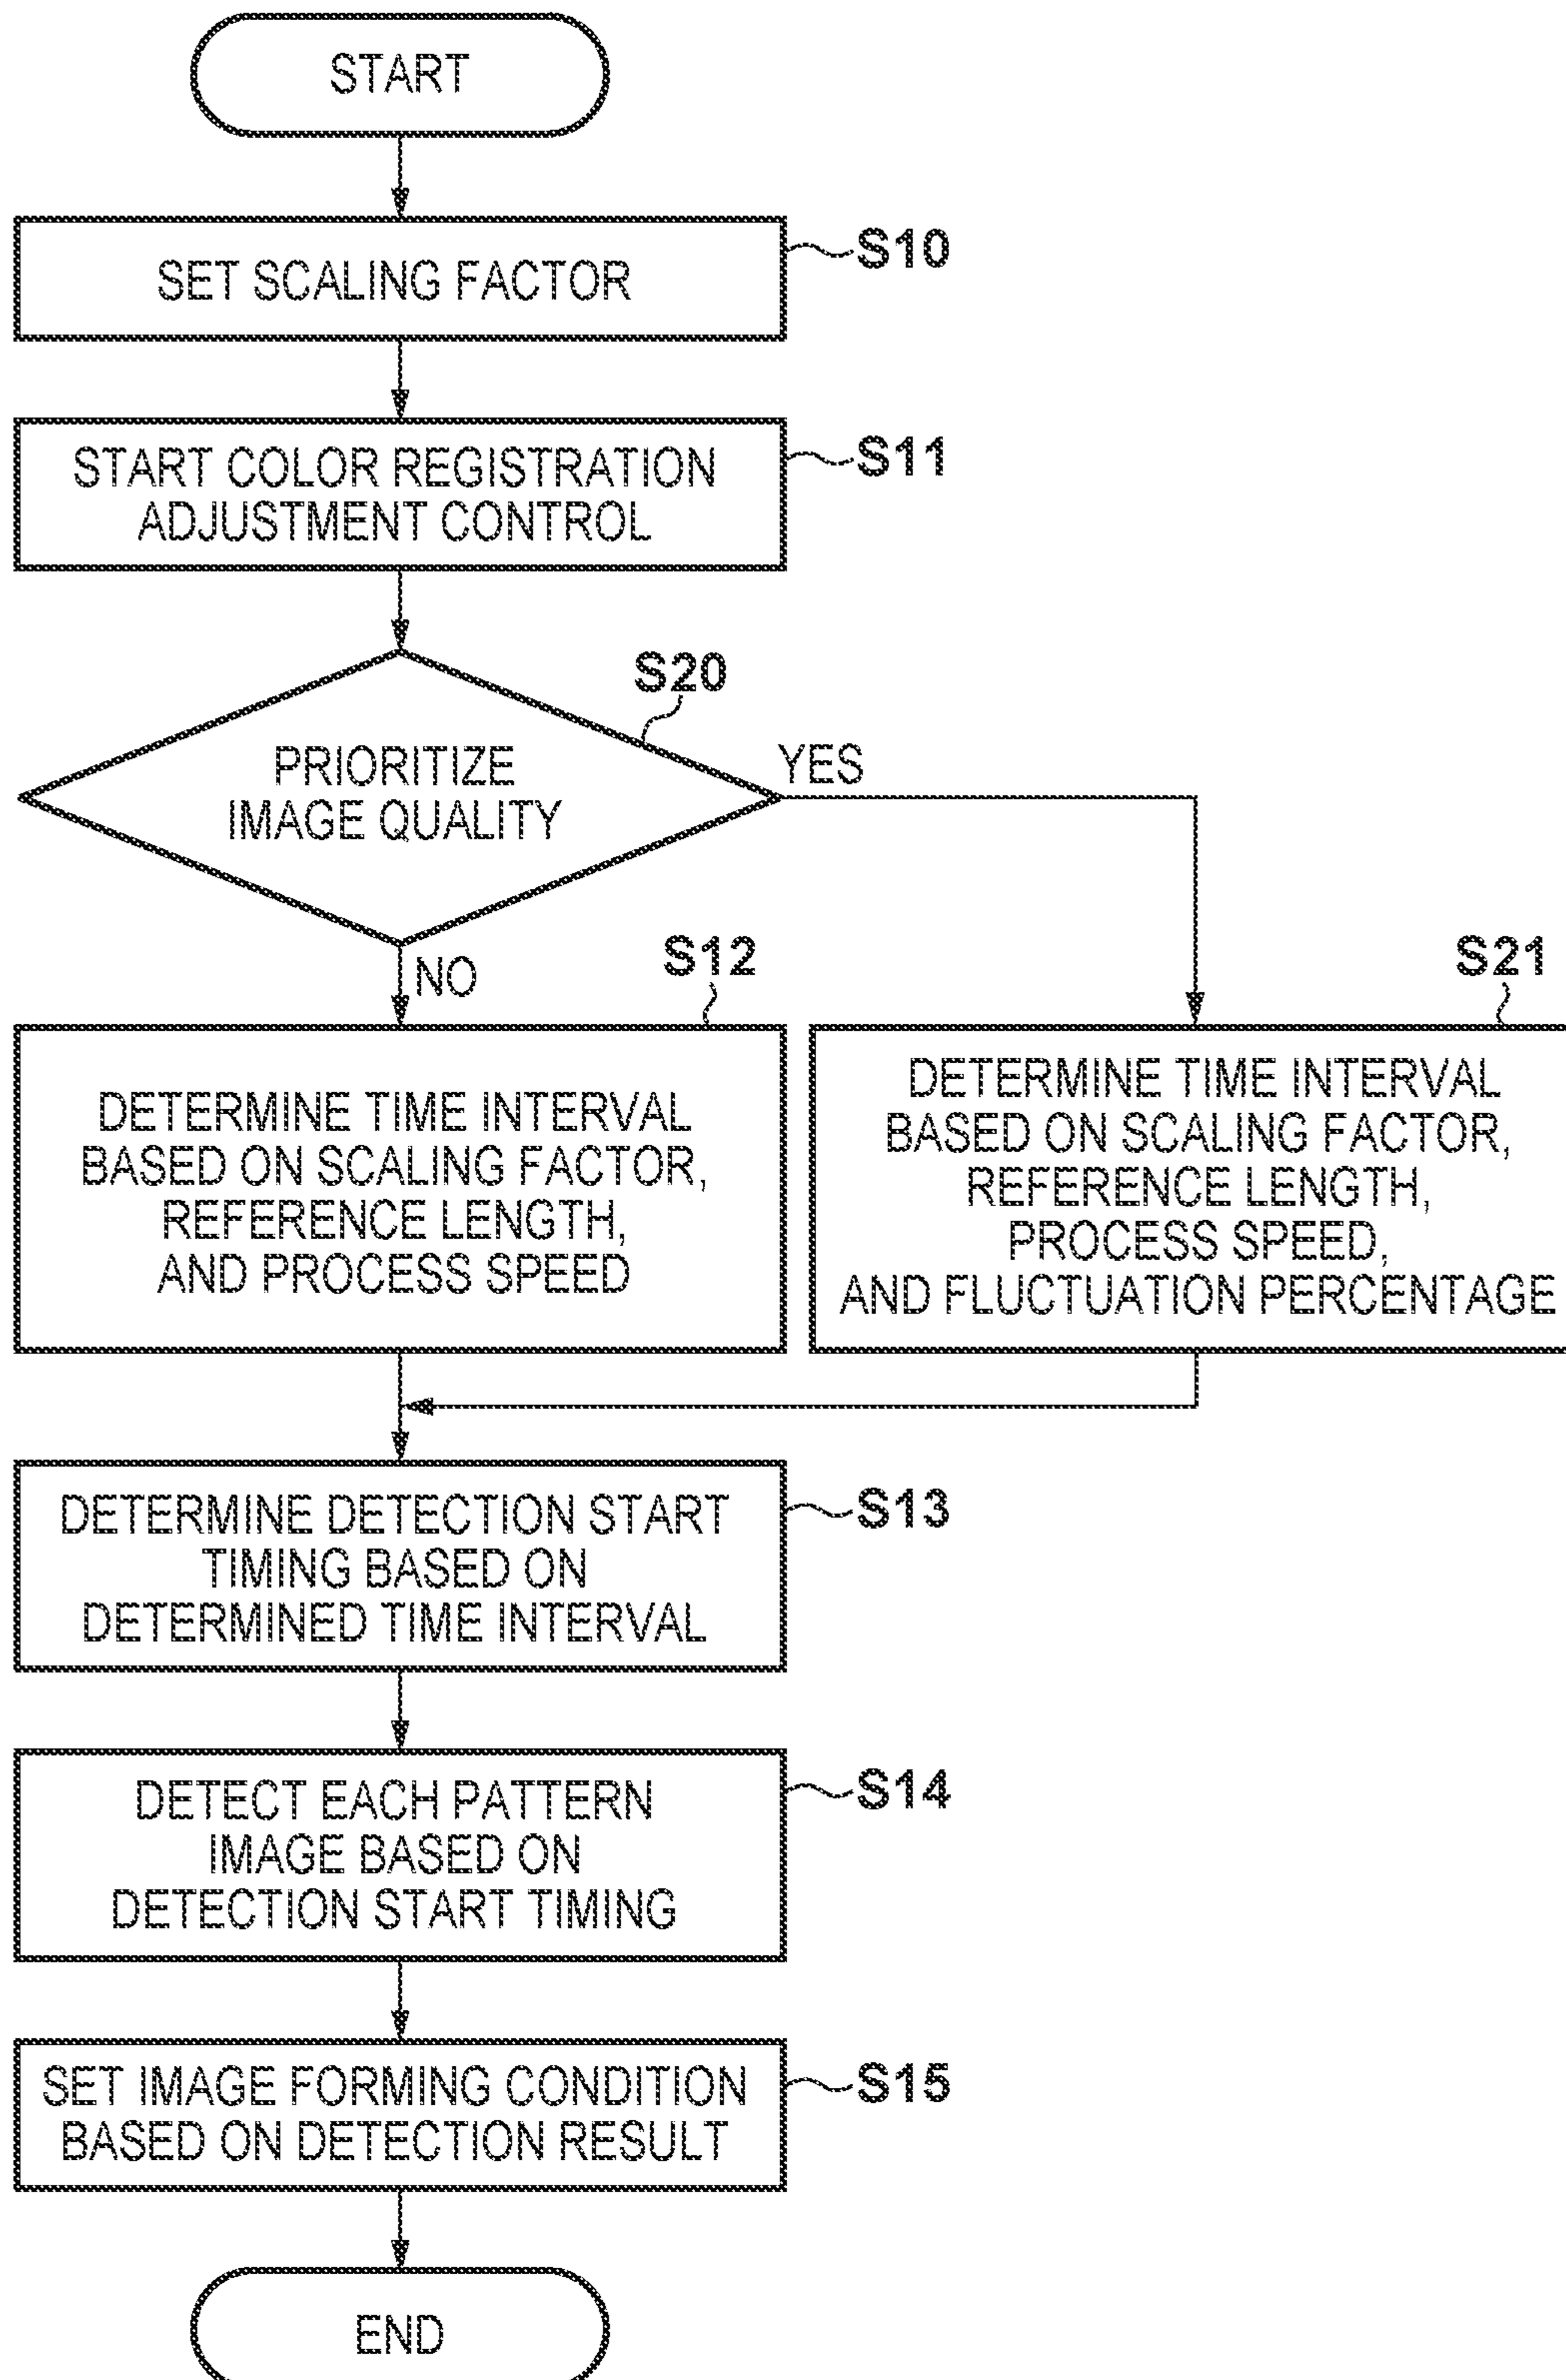 START
SET SCALING FACTOR
S10
START COLOR REGISTRATION
ADJUSTMENT CONTROL
S11
S20
PRIORITIZE
IMAGE QUALITY
YES
NO
S12
DETERMINE TIME INTERVAL
BASED ON SCALING FACTOR,
REFERENCE LENGTH,
AND PROCESS SPEED
S21
DETERMINE TIME INTERVAL
BASED ON SCALING FACTOR,
REFERENCE LENGTH,
PROCESS SPEED,
AND FLUCTUATION PERCENTAGE
DETERMINE DETECTION START
TIMING BASED ON
DETERMINED TIME INTERVAL
S13
DETECT EACH PATTERN
IMAGE BASED ON
DETECTION START TIMING
S14
SET IMAGE FORMING CONDITION
BASED ON DETECTION RESULT
S15
END